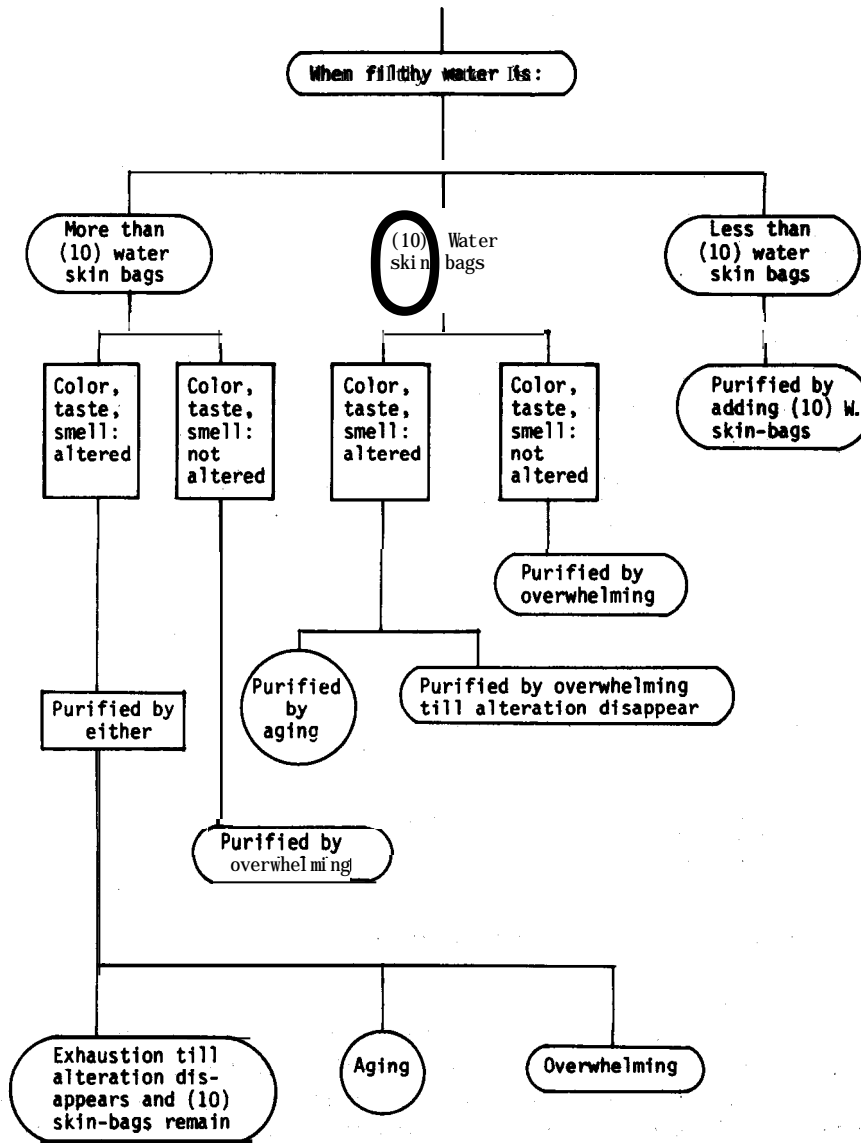 When filthy water is:
More than
(10) water
skin bags
(10) Water
skin bags
Less than
(10) water
skin bags
Color,
taste,
smell:
altered
Color,
taste,
smell:
not
altered
Color,
taste,
smell:
altered
Color,
taste,
smell:
not
altered
Purified by
adding (10) W.
skin-bags
Purified by
overwhelming
Purified
by
aging
Purified by overwhelming
till alteration disappear
Purified by
either
Purified by
overwhelming
Exhaustion till
alteration dis-
appears and (10)
skin-bags remain
Aging
Overwhelming